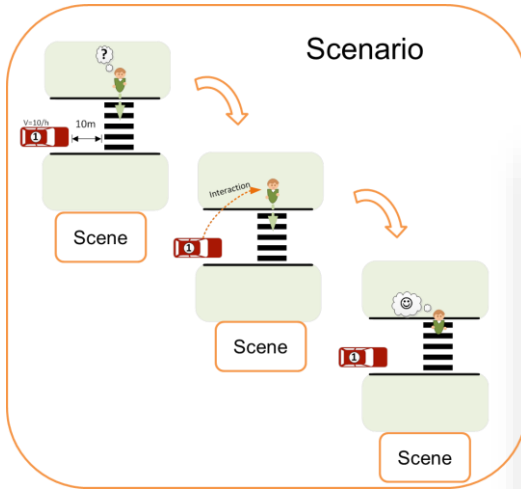 Scenario
?
V=10/h
10m
1
Scene
Interaction
1
Scene
1
Scene